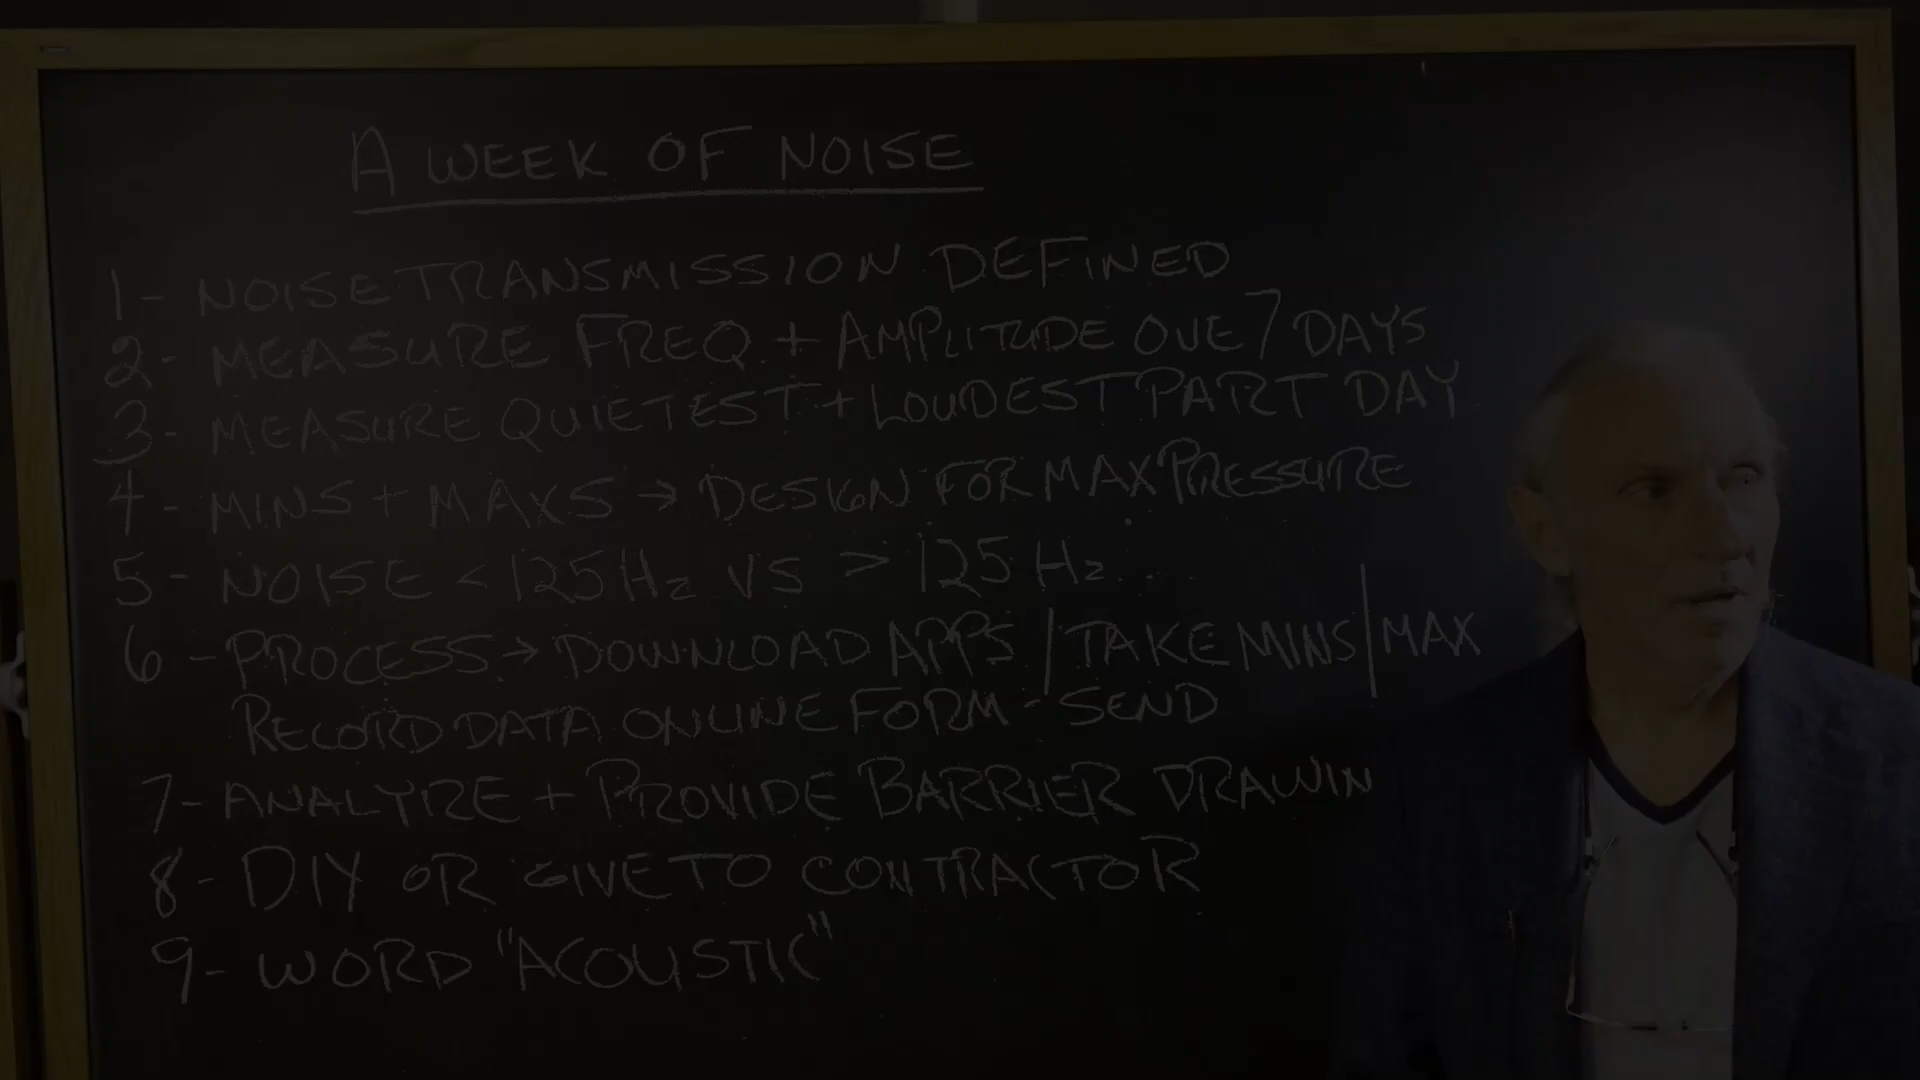 A WEEK OF NOISE
1- NOISE TRANSMISSION DEFINED
2- MEASURE FREQ. + AMPLITUDE OVE 7 DAYS
3- MEASURE QUIETEST + LOUDEST PART DAY
4- MINS + MAXS → DESIGN FOR MAX PRESSURE
5- NOISE < 125 Hz VS > 125 Hz
6- PROCESS → DOWNLOAD APPS / TAKE MINS | MAX
RECORD DATA ONLINE FORM - SEND
7- ANALYZE + PROVIDE BARRIER DRAWIN
8- DIY OR GIVE TO CONTRACTOR
9- WORD "ACOUSTIC"